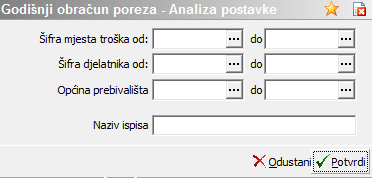 Godišnji obračun poreza - Analiza postavke
Šifra mjesta troška od: ... do ...
Šifra djelatnika od: ... do ...
Općina prebivališta ... do ...
Naziv ispisa
Odustani Potvrdi